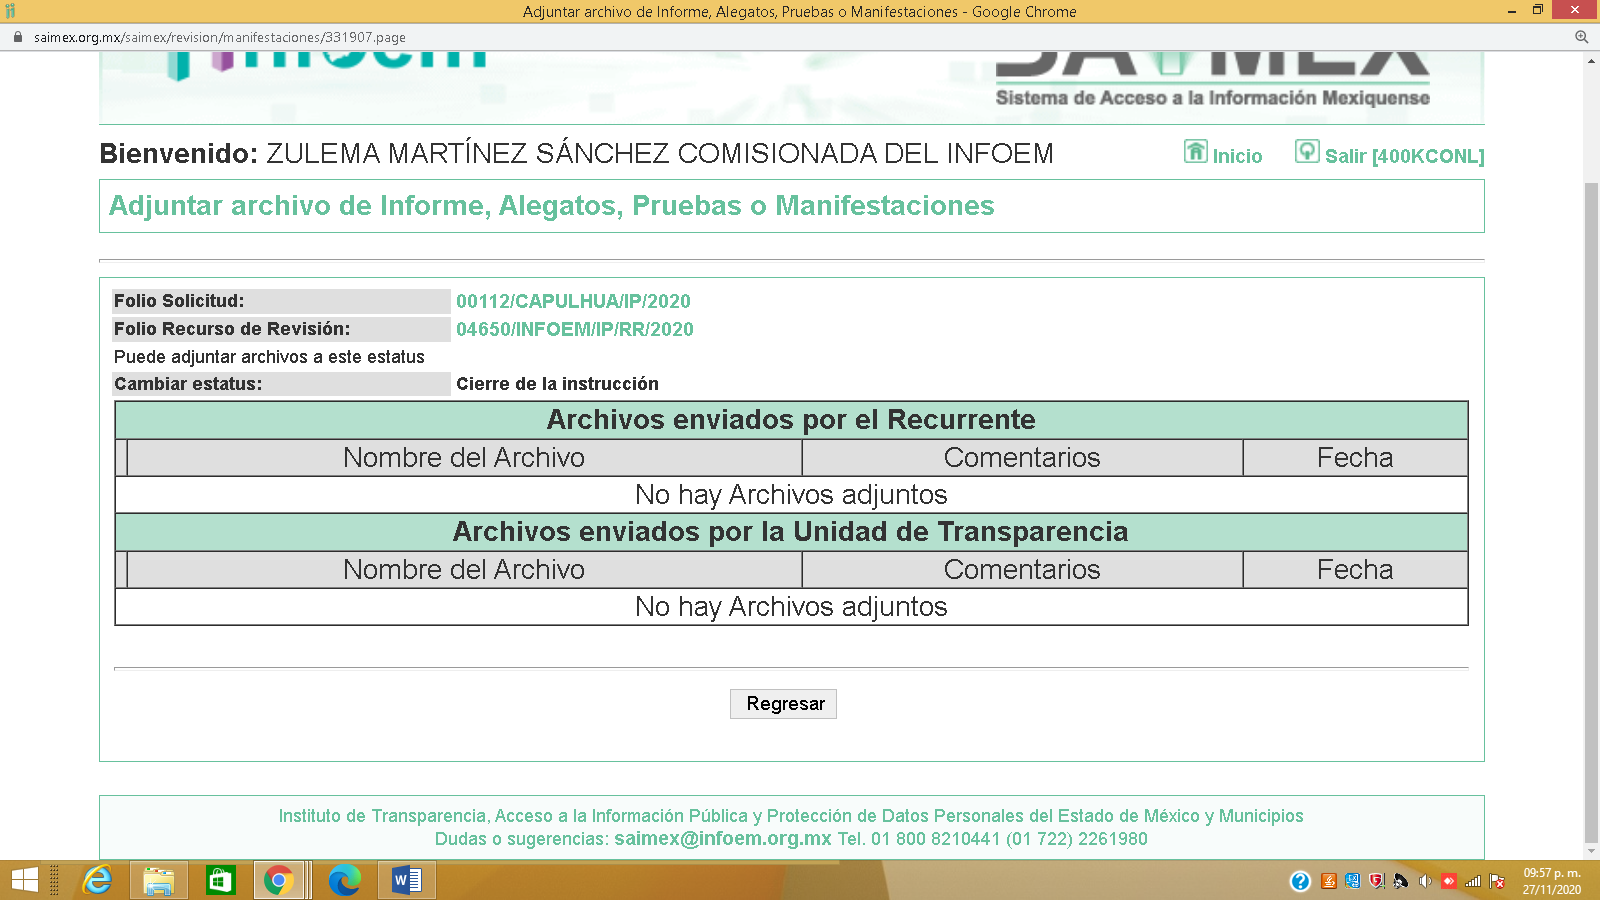 Adjuntar archivo de Informe, Alegatos, Pruebas o Manifestaciones - Google Chrome
saimex.org.mx/saimex/revision/manifestaciones/331907.page
infoem
SAIMEX
Sistema de Acceso a la Información Mexiquense
Bienvenido: ZULEMA MARTÍNEZ SÁNCHEZ COMISIONADA DEL INFOEM
Inicio Salir [400KCONL]
Adjuntar archivo de Informe, Alegatos, Pruebas o Manifestaciones
Folio Solicitud: 00112/CAPULHUA/IP/2020
Folio Recurso de Revisión: 04650/INFOEM/IP/RR/2020
Puede adjuntar archivos a este estatus
Cambiar estatus: Cierre de la instrucción
Archivos enviados por el Recurrente
Nombre del Archivo Comentarios Fecha
No hay Archivos adjuntos
Archivos enviados por la Unidad de Transparencia
Nombre del Archivo Comentarios Fecha
No hay Archivos adjuntos
Regresar
Instituto de Transparencia, Acceso a la Información Pública y Protección de Datos Personales del Estado de México y Municipios
Dudas o sugerencias: saimex@infoem.org.mx Tel. 01 800 8210441 (01 722) 2261980
09:57 p. m.
27/11/2020